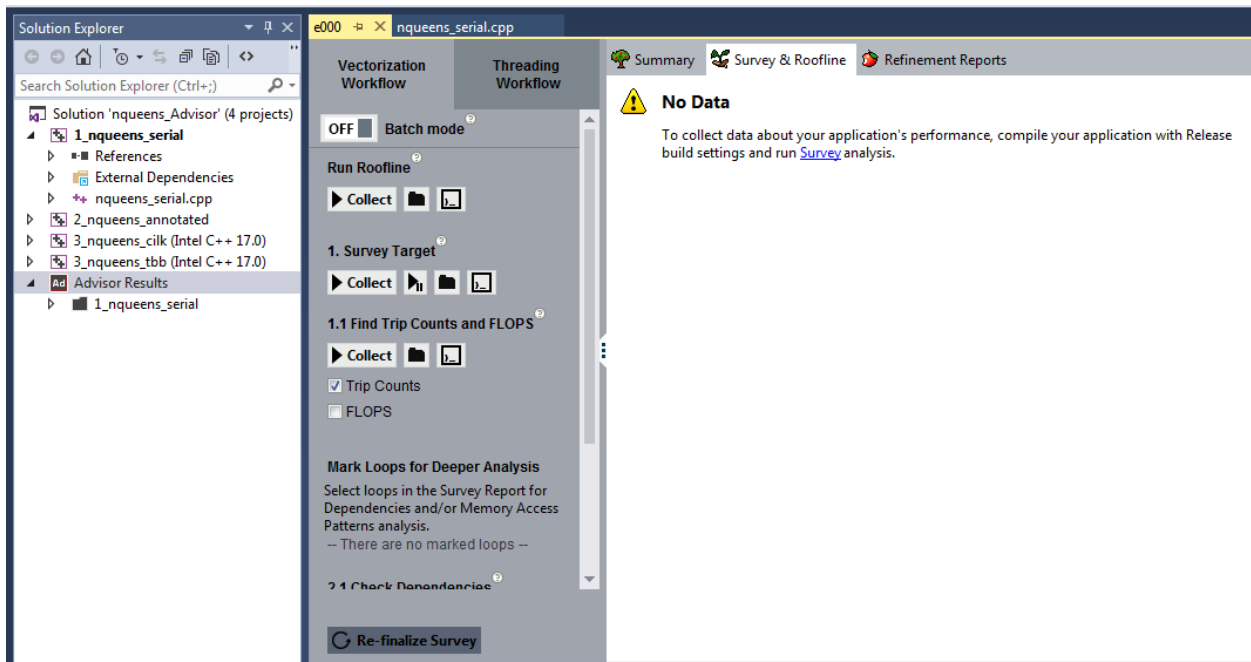 Solution Explorer
Search Solution Explorer (Ctrl+;)
Solution 'nqueens_Advisor' (4 projects)
1_nqueens_serial
References
External Dependencies
nqueens_serial.cpp
2_nqueens_annotated
3_nqueens_cilk (Intel C++ 17.0)
3_nqueens_tbb (Intel C++ 17.0)
Ad Advisor Results
1_nqueens_serial
e000 nqueens_serial.cpp
Vectorization
Workflow
Threading
Workflow
OFF Batch mode ?
Run Roofline ?
Collect
1. Survey Target ?
Collect
1.1 Find Trip Counts and FLOPS ?
Collect
Trip Counts
FLOPS
Mark Loops for Deeper Analysis
Select loops in the Survey Report for
Dependencies and/or Memory Access
Patterns analysis.
-- There are no marked loops --
2.1 Check Dependencies ?
Re-finalize Survey
Summary Survey & Roofline Refinement Reports
No Data
To collect data about your application's performance, compile your application with Release
build settings and run Survey analysis.